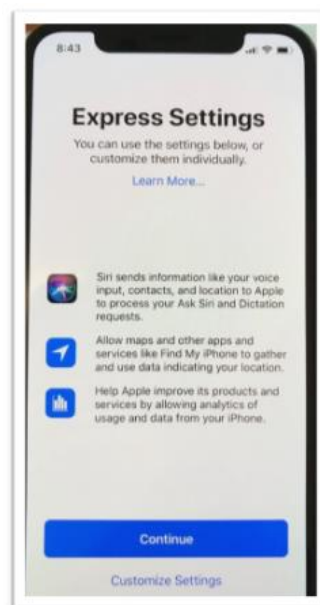 8:43
Express Settings
You can use the settings below, or
customize them individually.
Learn More...
Siri sends information like your voice
input, contacts, and location to Apple
to process your Ask Siri and Dictation
requests.
Allow maps and other apps and
services like Find My iPhone to gather
and use data indicating your location.
Help Apple improve its products and
services by allowing analytics of
usage and data from your iPhone.
Continue
Customize Settings